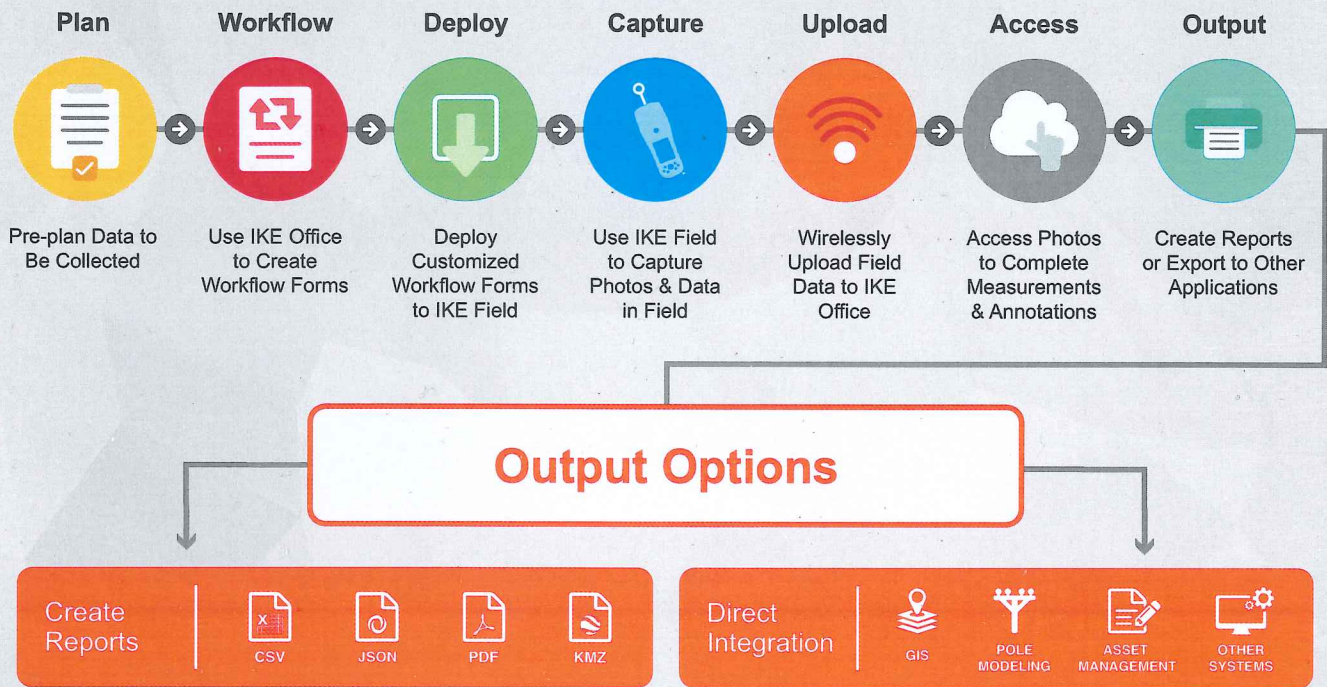 Plan
Workflow
Deploy
Capture
Upload
Access
Output
Pre-plan Data to
Be Collected
Use IKE Office
to Create
Workflow Forms
Deploy
Customized
Workflow Forms
to IKE Field
Use IKE Field
to Capture
Photos & Data
in Field
Wirelessly
Upload Field
Data to IKE
Office
Access Photos
to Complete
Measurements
& Annotations
Create Reports
or Export to Other
Applications
Output Options
Create
Reports
X
CSV
JSON
PDF
KMZ
Direct
Integration
GIS
POLE
MODELING
ASSET
MANAGEMENT
OTHER
SYSTEMS